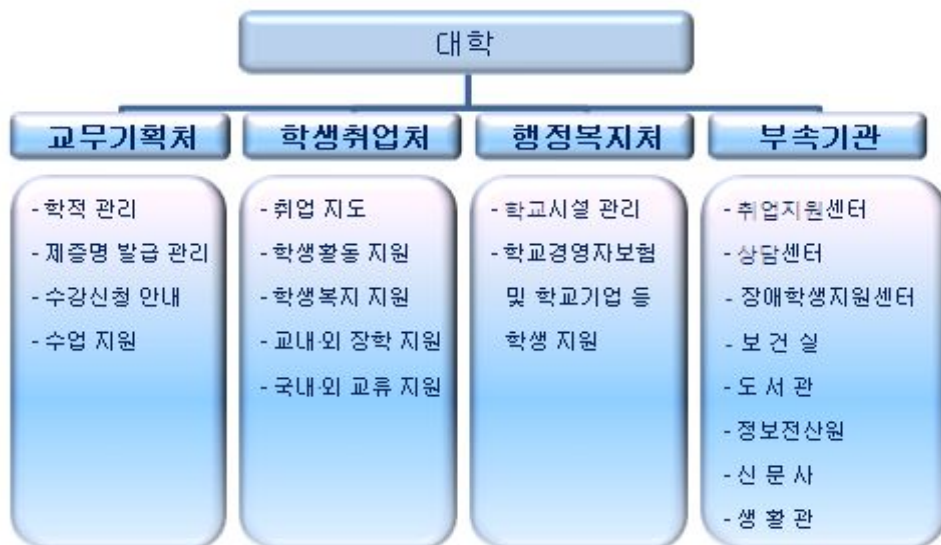 대학
교무기획처
- 학적 관리
- 제증명 발급 관리
- 수강신청 안내
- 수업 지원
학생취업처
- 취업 지도
- 학생활동 지원
- 학생복지 지원
- 교내·외 장학 지원
- 국내·외 교류 지원
행정복지처
- 학교시설 관리
- 학교경영자보험
및 학교기업 등
학생 지원
부속기관
- 취업지원센터
- 상담센터
- 장애학생지원센터
- 보 건 실
- 도 서 관
- 정보전산원
- 신 문 사
- 생 활 관